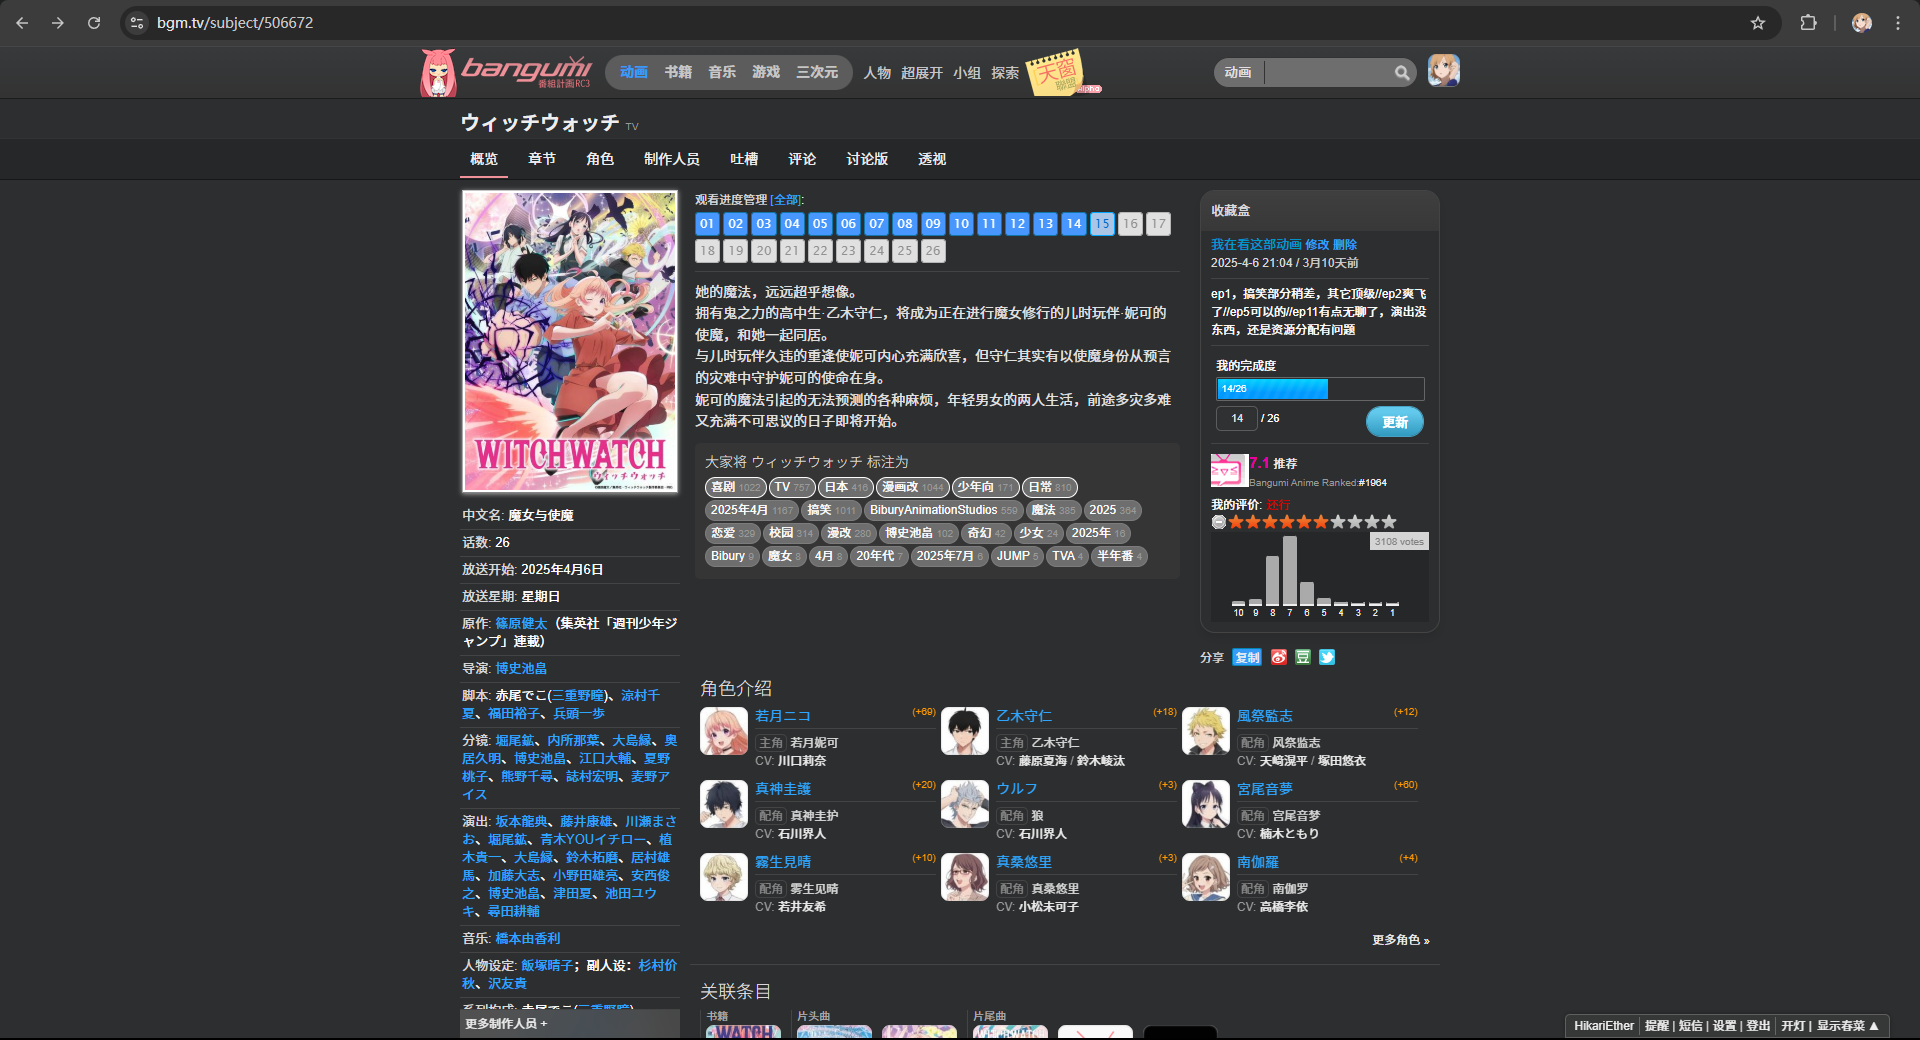 bgm.tv/subject/506672
bangumi
番組計画RC3
动画 书籍 音乐 游戏 三次元 人物 超展开 小组 探索 天窗 聯盟 alpha
动画
ウィッチウォッチ TV
概览 章节 角色 制作人员 吐槽 评论 讨论版 透视
WITCHWATCH
ウィッチウォッチ
中文名: 魔女与使魔
话数: 26
放送开始: 2025年4月6日
放送星期: 星期日
原作: 篠原健太（集英社「週刊少年ジ
ャンプ」連載）
导演: 博史池畠
脚本: 赤尾でこ(三重野瞳)、涼村千
夏、福田裕子、兵頭一歩
分镜: 堀尾鉱、内所那葉、大島縁、奥
居久明、博史池畠、江口大輔、夏野
桃子、熊野千尋、誌村宏明、麦野アイス
演出: 坂本龍典、藤井康雄、川瀬まさ
お、堀尾鉱、青木YOUイチロー、植
木貴一、大島縁、鈴木拓磨、居村雄
馬、加藤大志、小野田雄亮、安西俊
之、博史池畠、津田夏、池田ユウ
キ、尋田耕輔
音乐: 橋本由香利
人物设定: 飯塚晴子；副人设：杉村价
秋、沢友貴
更多制作人员 +
观看进度管理 [全部]:
01 02 03 04 05 06 07 08 09 10 11 12 13 14 15 16 17
18 19 20 21 22 23 24 25 26
她的魔法，远远超乎想像。
拥有鬼之力的高中生·乙木守仁，将成为正在进行魔女修行的儿时玩伴·妮可的
使魔，和她一起同居。
与儿时玩伴久违的重逢使妮可内心充满欣喜，但守仁其实有以使魔身份从预言
的灾难中守护妮可的使命在身。
妮可的魔法引起的无法预测的各种麻烦，年轻男女的两人生活，前途多灾多难
又充满不可思议的日子即将开始。
大家将 ウィッチウォッチ 标注为
喜剧 1022 TV 757 日本 416 漫画改 1044 少年向 171 日常 810
2025年4月 1167 搞笑 1011 BiburyAnimationStudios 559 魔法 385 2025 364
恋爱 329 校园 314 漫改 280 博史池畠 102 奇幻 42 少女 24 2025年 16
Bibury 9 魔女 8 4月 8 20年代 7 2025年7月 6 JUMP 5 TVA 4 半年番 4
收藏盒
我在看这部动画 修改 删除
2025-4-6 21:04 / 3月10天前
ep1，搞笑部分稍差，其它顶级//ep2爽飞
了//ep5可以的//ep11有点无聊了，演出没
东西，还是资源分配有问题
我的完成度
14/26
14 / 26 更新
7.1 推荐
Bangumi Anime Ranked:#1964
我的评价: 还行
3108 votes
10 9 8 7 6 5 4 3 2 1
分享 复制 豆
角色介绍
若月ニコ (+69)
主角 若月妮可
CV: 川口莉奈
乙木守仁 (+18)
主角 乙木守仁
CV: 藤原夏海 / 鈴木崚汰
風祭監志 (+12)
配角 风祭监志
CV: 天﨑滉平 / 塚田悠衣
真神圭護 (+20)
配角 真神圭护
CV: 石川界人
ウルフ (+3)
配角 狼
CV: 石川界人
宮尾音夢 (+60)
配角 宫尾音梦
CV: 楠木ともり
霧生見晴 (+10)
配角 雾生见晴
CV: 若井友希
真桑悠里 (+3)
配角 真桑悠里
CV: 小松未可子
南伽羅 (+4)
配角 南伽罗
CV: 高橋李依
更多角色 »
关联条目
书籍 片头曲 片尾曲
HikariEther 提醒 | 短信 | 设置 | 登出 开灯 | 显示春菜 ▲